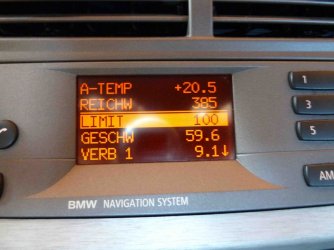 A-TEMP +20.5
REICHW 385
LIMIT 100
GESCHW 59.6
VERB 1 9.1↓
BMW NAVIGATION SYSTEM
1
3
5
AM